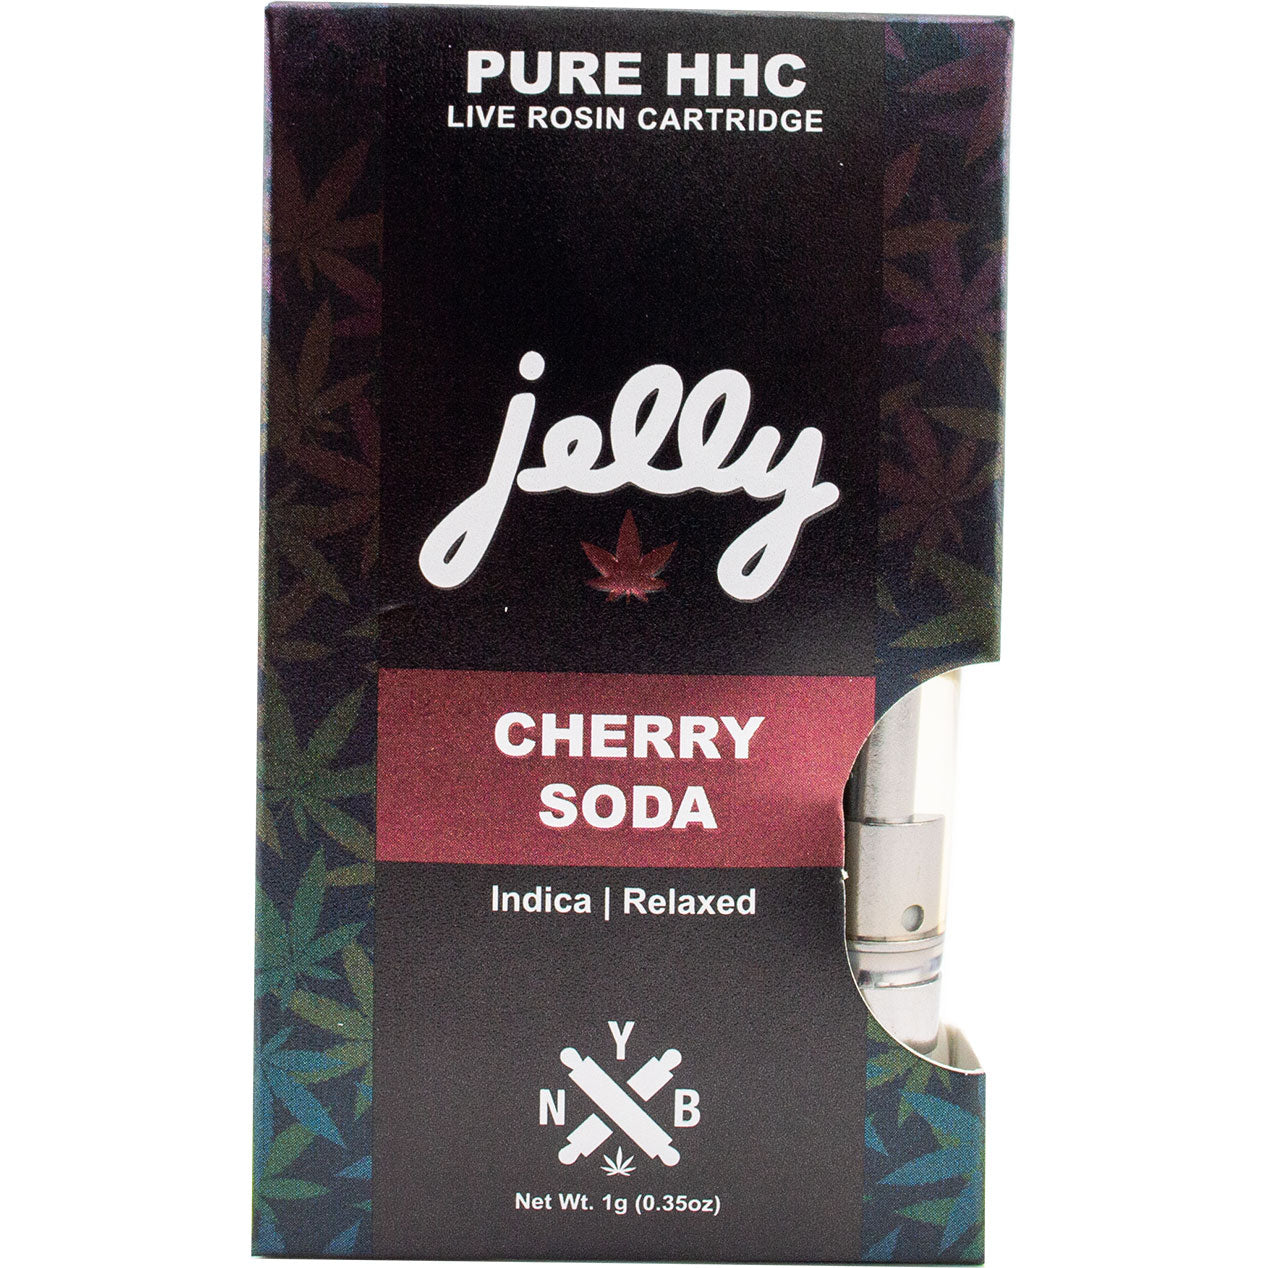 PURE HHC
LIVE ROSIN CARTRIDGE
jelly
CHERRY
SODA
Indica | Relaxed
Y
N B
Net Wt. 1g (0.35oz)